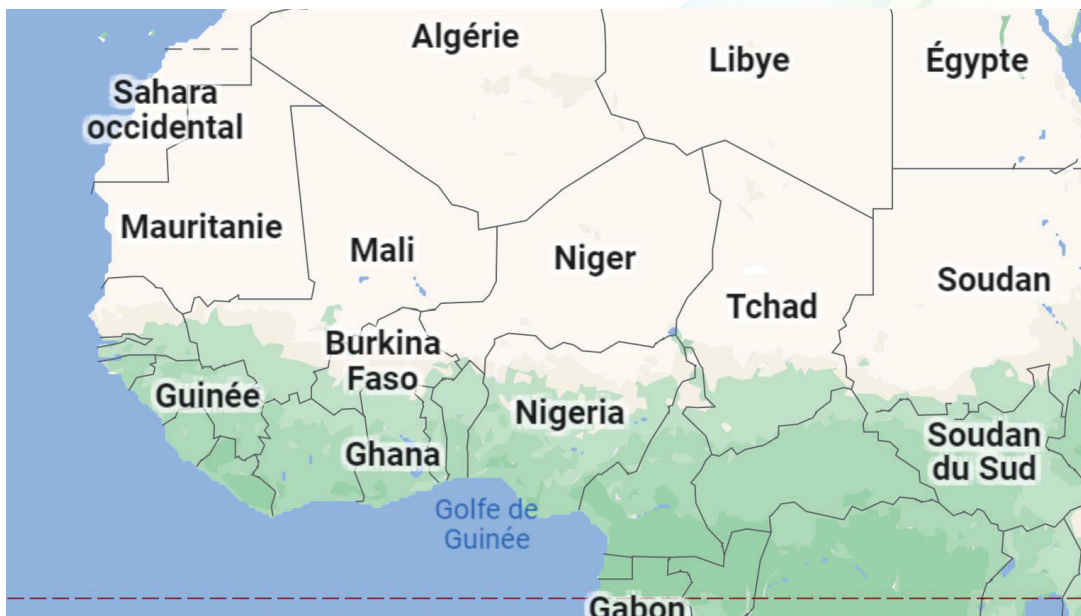 Algérie
Libye
Égypte
Sahara
occidental
Mauritanie
Mali
Niger
Tchad
Soudan
Burkina
Faso
Guinée
Nigeria
Ghana
Soudan
du Sud
Golfe de
Guinée
Gabon